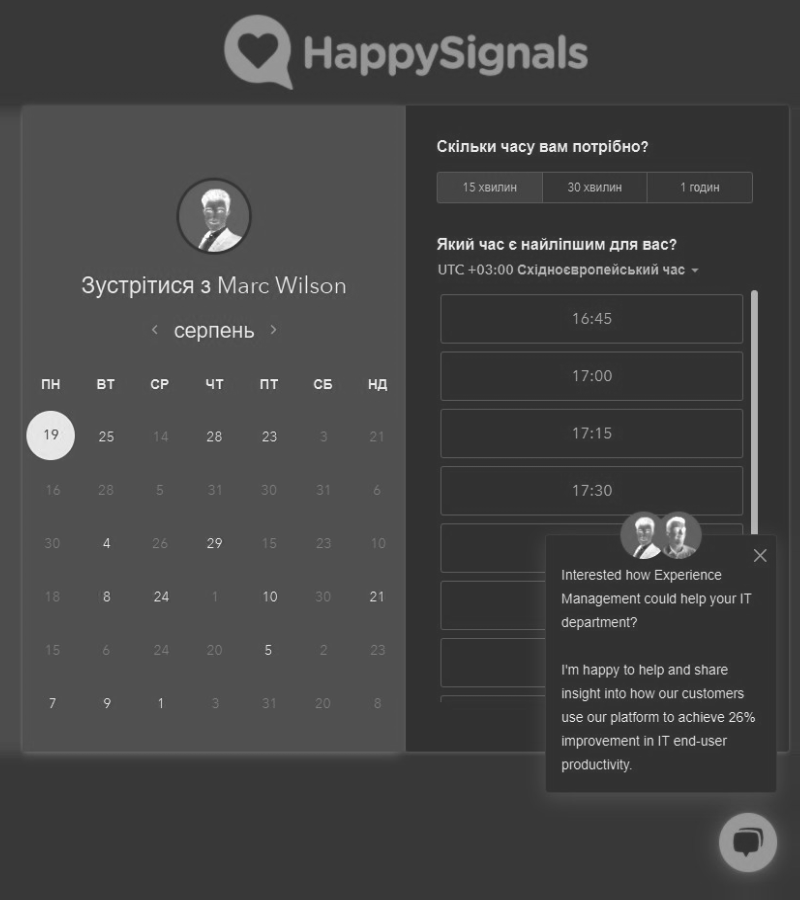 HappySignals
Зустрітися з Marc Wilson
серпень
ПН ВТ СР ЧТ ПТ СБ НД
19 25 14 28 23 3 21
16 28 5 31 30 31 6
30 4 26 29 15 23 10
18 8 24 1 10 30 21
15 6 24 20 5 2 23
7 9 1 3 31 20 8
Скільки часу вам потрібно?
15 хвилин 30 хвилин 1 годин
Який час є найліпшим для вас?
UTC +03:00 Східноєвропейський час
16:45
17:00
17:15
17:30
Interested how Experience
Management could help your IT
department?
I'm happy to help and share
insight into how our customers
use our platform to achieve 26%
improvement in IT end-user
productivity.